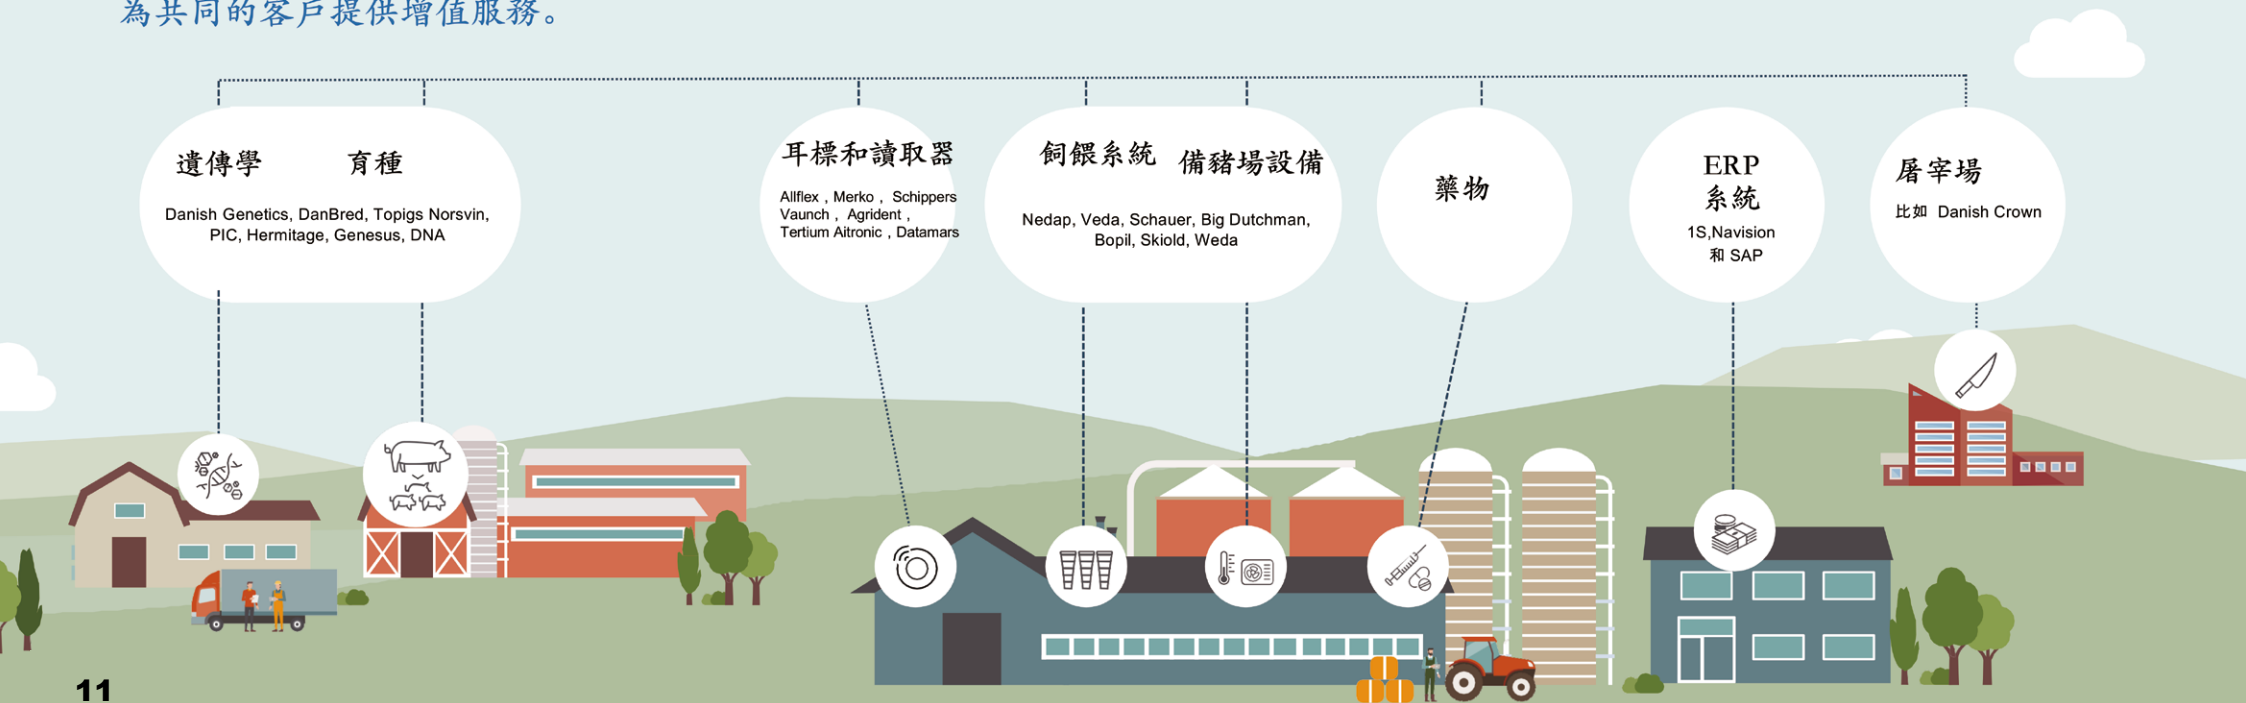 為共同的客戶提供增值服務。
遺傳學
育種
Danish Genetics, DanBred, Topigs Norsvin,
PIC, Hermitage, Genesus, DNA
耳標和讀取器
Allflex , Merko , Schippers
Vaunch , Agrident ,
Tertium Aitronic , Datamars
飼餵系統
備豬場設備
Nedap, Veda, Schauer, Big Dutchman,
Bopil, Skiold, Weda
藥物
ERP
系統
1S,Navision
和 SAP
屠宰場
比如 Danish Crown
11